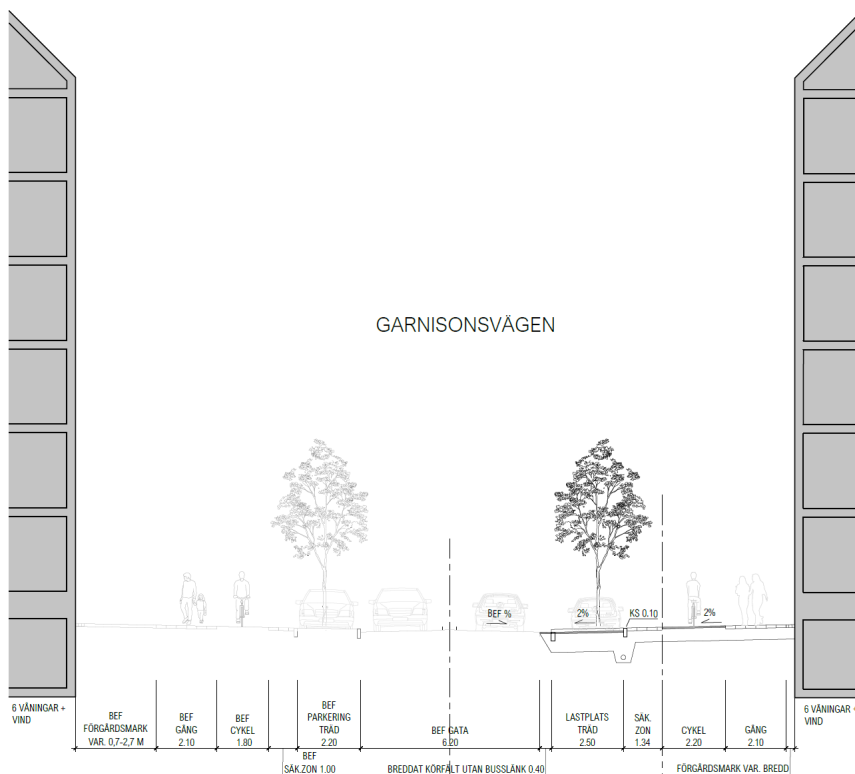 GARNISONSVÄGEN
BEF %
2%
KS 0.10
2%
6 VÅNINGAR +
VIND
BEF
FÖRGÅRDSMARK
VAR. 0,7-2,7 M
BEF
GÅNG
2.10
BEF
CYKEL
1.80
BEF
PARKERING
TRÄD
2.20
BEF GATA
6.20
LASTPLATS
TRÄD
2.50
SÄK.
ZON
1.34
CYKEL
2.20
GÅNG
2.10
6 VÅNINGAR +
VIND
BEF
SÄK.ZON 1.00
BREDDAT KÖRFÄLT UTAN BUSSLÄNK 0.40
FÖRGÅRDSMARK VAR. BREDD